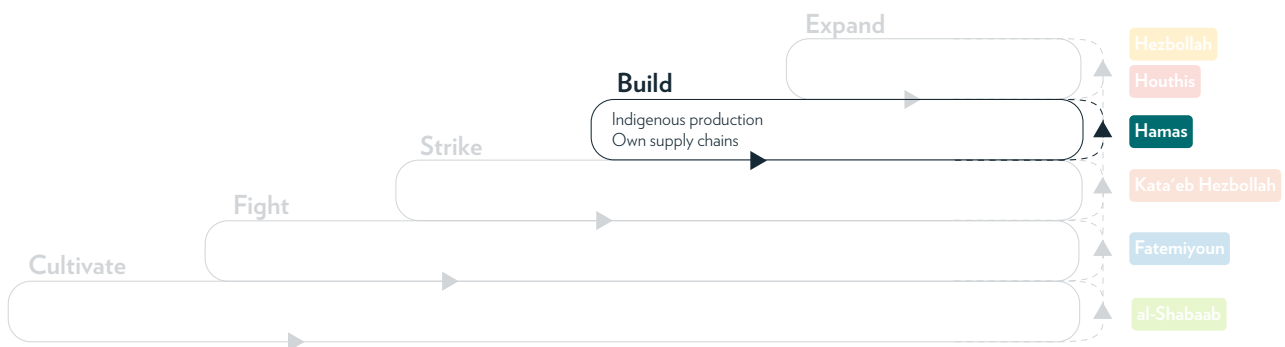 Expand
Hezbollah
Houthis
Build
Indigenous production
Own supply chains
Hamas
Strike
Kata'eb Hezbollah
Fight
Fatemiyoun
Cultivate
al-Shabaab